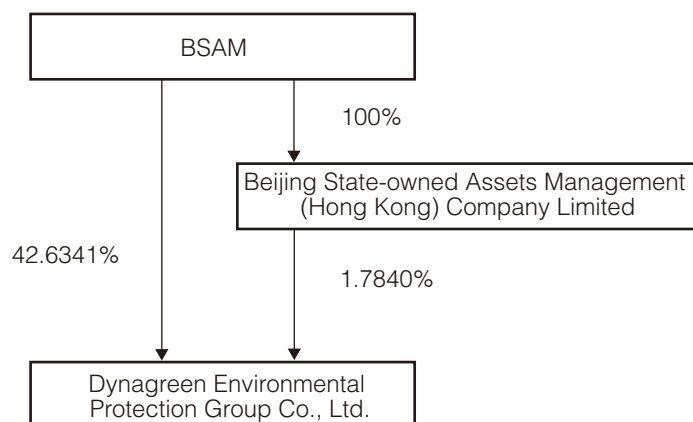 BSAM
100%
Beijing State-owned Assets Management
(Hong Kong) Company Limited
42.6341%
1.7840%
Dynagreen Environmental
Protection Group Co., Ltd.